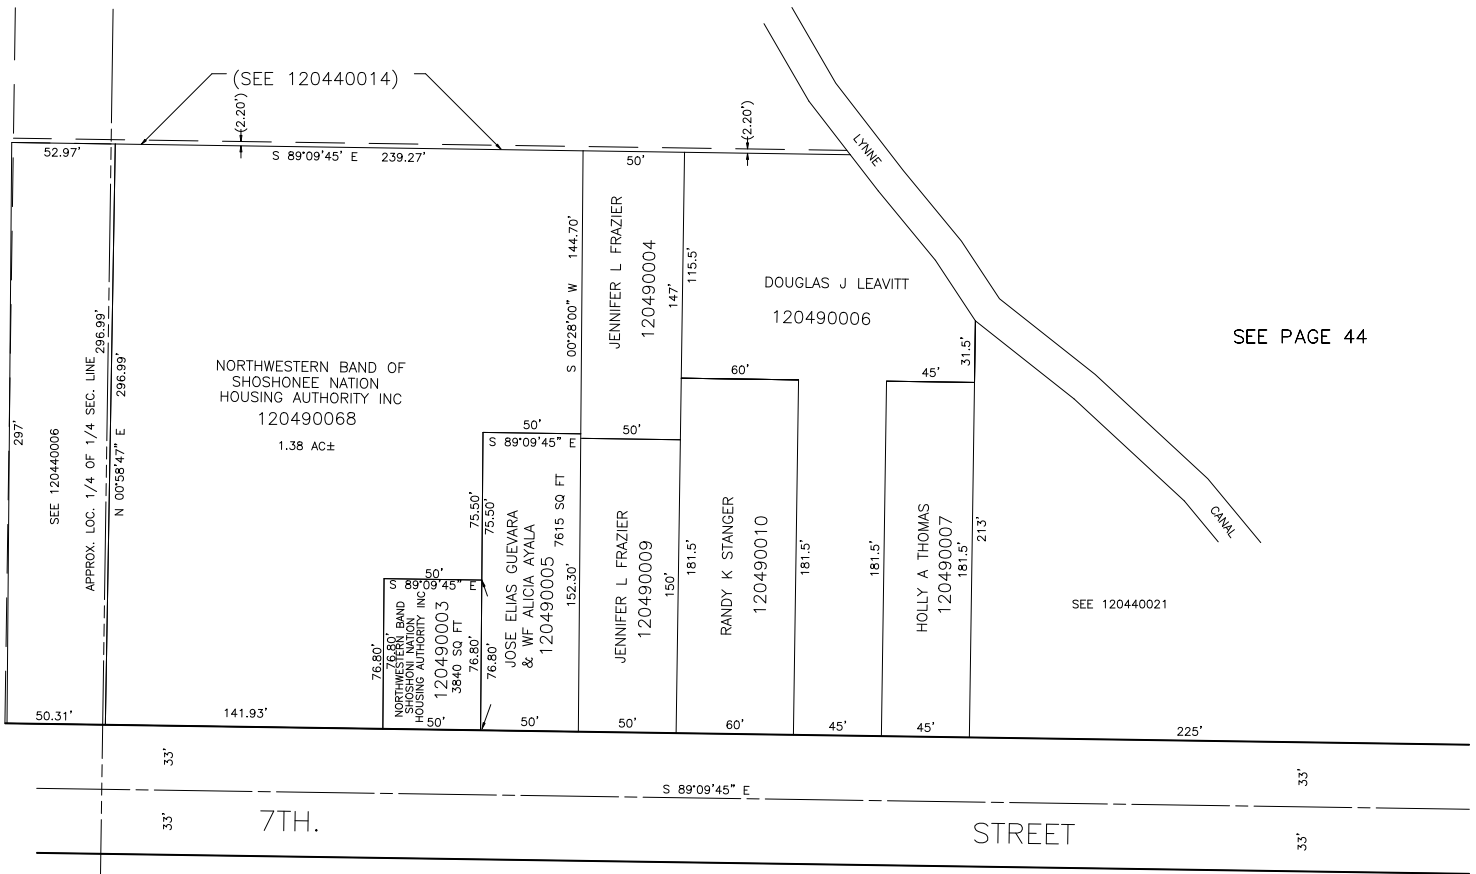 (SEE 120440014)
(2.20')
(2.20')
52.97'
S 89°09'45" E 239.27'
50'
LYNNE
CANAL
297'
SEE 120440006
APPROX. LOC. 1/4 OF 1/4 SEC. LINE
296.99'
N 00°58'47" E 296.99'
NORTHWESTERN BAND OF
SHOSHONEE NATION
HOUSING AUTHORITY INC
120490068
1.38 AC±
S 00°28'00" W 144.70'
JENNIFER L FRAZIER
120490004
147'
115.5'
DOUGLAS J LEAVITT
120490006
SEE PAGE 44
60'
45'
31.5'
50'
S 89°09'45" E
50'
75.50'
75.50'
JOSE ELIAS GUEVARA
& WF ALICIA AYALA
120490005
7615 SQ FT
152.30'
50'
S 89°09'45" E
76.80'
76.80'
NORTHWESTERN BAND
SHOSHONI NATION
HOUSING AUTHORITY INC
120490003
3840 SQ FT
76.80'
76.80'
JENNIFER L FRAZIER
120490009
150'
181.5'
RANDY K STANGER
120490010
181.5'
181.5'
HOLLY A THOMAS
120490007
181.5'
213'
SEE 120440021
50.31'
141.93'
50'
50'
50'
60'
45'
45'
225'
33'
33'
S 89°09'45" E
33'
33'
7TH. STREET